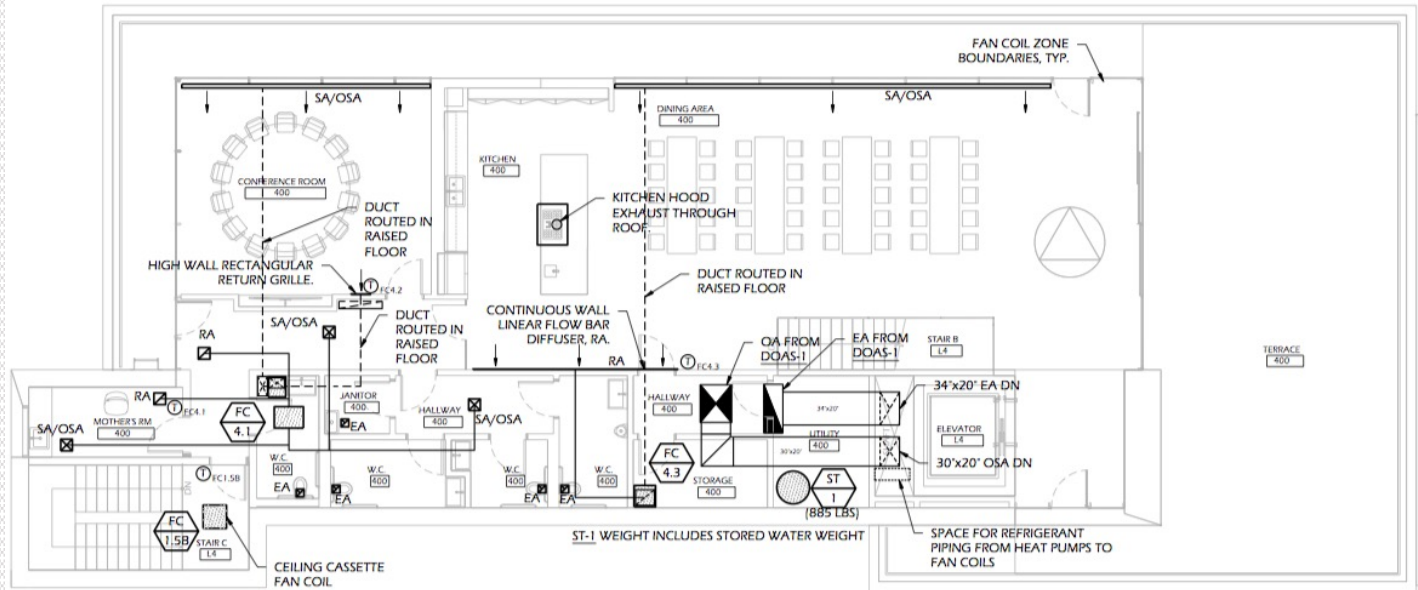 FAN COIL ZONE
BOUNDARIES, TYP.
SA/OSA
SA/OSA
DINING AREA
400
KITCHEN
400
CONFERENCE ROOM
400
KITCHEN HOOD
EXHAUST THROUGH
ROOF.
DUCT
ROUTED IN
RAISED
FLOOR
HIGH WALL RECTANGULAR
RETURN GRILLE.
T FC4.2
DUCT ROUTED IN
RAISED FLOOR
SA/OSA
DUCT
ROUTED IN
RAISED
FLOOR
CONTINUOUS WALL
LINEAR FLOW BAR
DIFFUSER, RA.
RA
OA FROM
DOAS-1
EA FROM
DOAS-1
STAIR B
L4
TERRACE
400
RA
T FC4.3
RA
T FC4.1
MOTHER'S RM
400
SA/OSA
FC
4.1
JANITOR
400
EA
HALLWAY
400
SA/OSA
HALLWAY
400
34"x20"
34"x20" EA DN
UTILITY
400
30"x20"
ELEVATOR
L4
30"x20" OSA DN
T FC1.5B
W.C.
400
EA
W.C.
400
EA
W.C.
400
EA
W.C.
400
EA
FC
4.3
STORAGE
400
ST
1
(885 LBS)
DN
FC
1.5B
STAIR C
L4
ST-1 WEIGHT INCLUDES STORED WATER WEIGHT
SPACE FOR REFRIGERANT
PIPING FROM HEAT PUMPS TO
FAN COILS
CEILING CASSETTE
FAN COIL